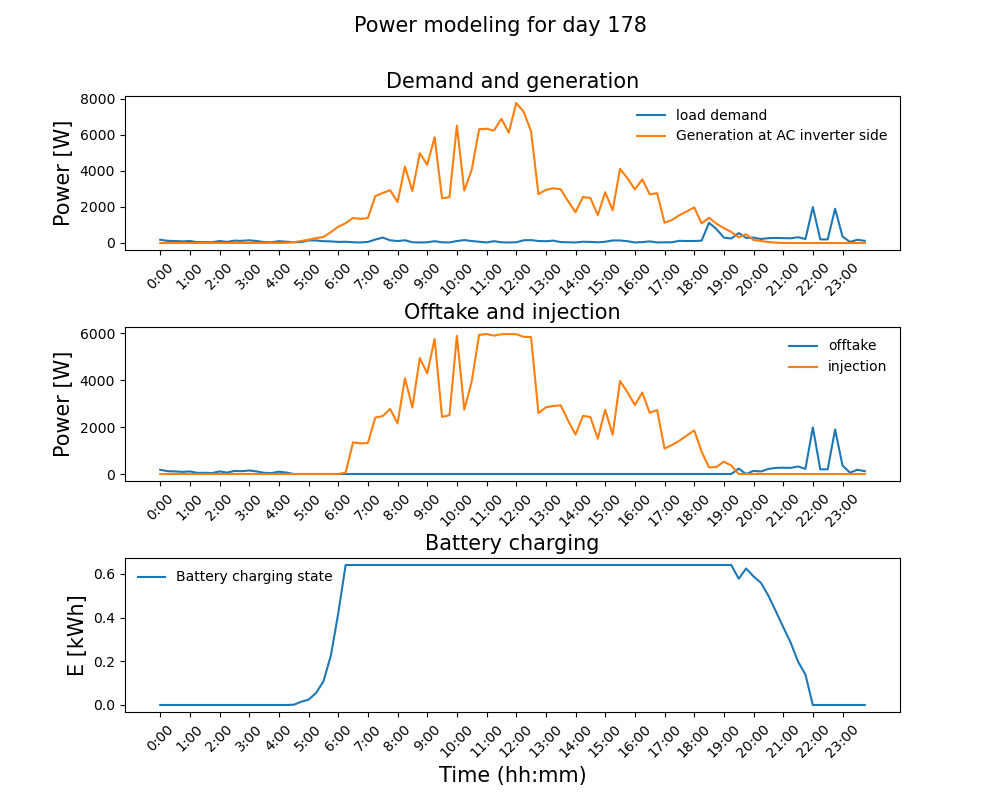 Power modeling for day 178
Demand and generation
Power [W]
8000
6000
4000
2000
0
load demand
Generation at AC inverter side
0:00 1:00 2:00 3:00 4:00 5:00 6:00 7:00 8:00 9:00 10:00 11:00 12:00 13:00 14:00 15:00 16:00 17:00 18:00 19:00 20:00 21:00 22:00 23:00
Offtake and injection
Power [W]
6000
4000
2000
0
offtake
injection
0:00 1:00 2:00 3:00 4:00 5:00 6:00 7:00 8:00 9:00 10:00 11:00 12:00 13:00 14:00 15:00 16:00 17:00 18:00 19:00 20:00 21:00 22:00 23:00
Battery charging
E [kWh]
0.6
0.4
0.2
0.0
Battery charging state
0:00 1:00 2:00 3:00 4:00 5:00 6:00 7:00 8:00 9:00 10:00 11:00 12:00 13:00 14:00 15:00 16:00 17:00 18:00 19:00 20:00 21:00 22:00 23:00
Time (hh:mm)